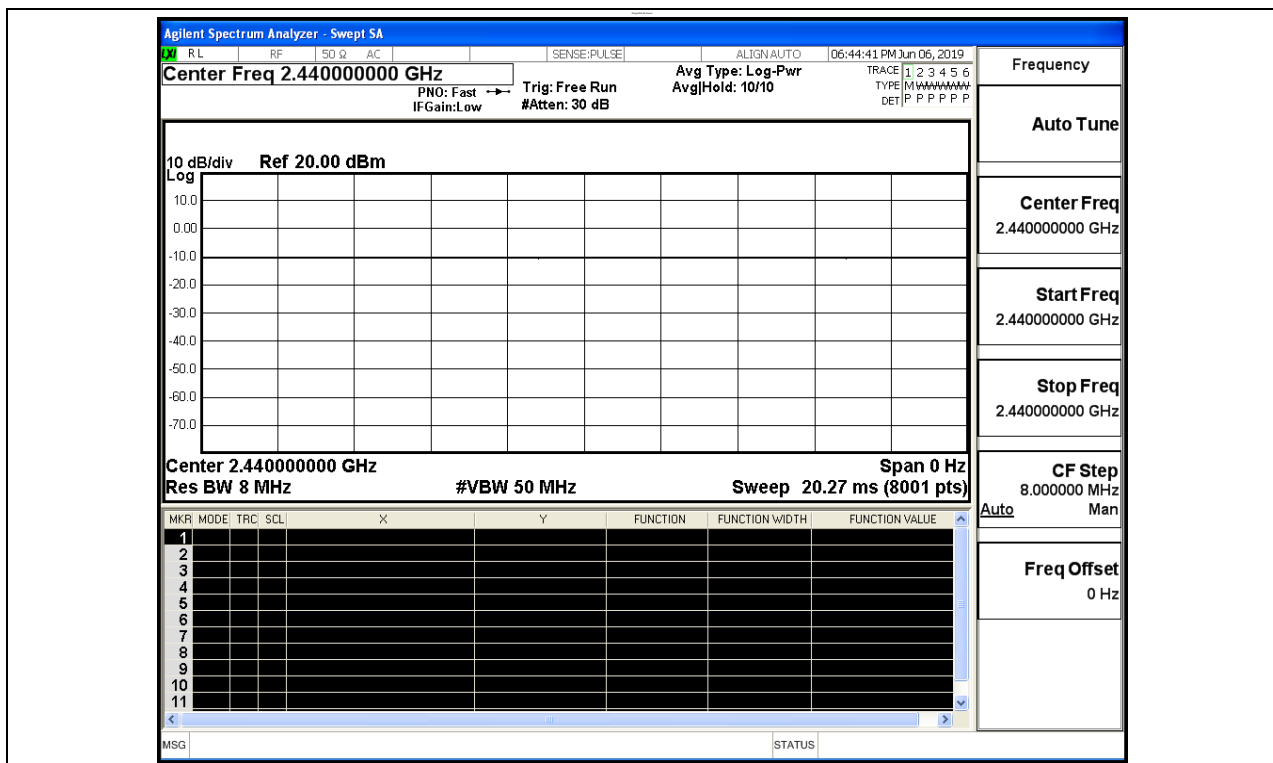 Agilent Spectrum Analyzer - Swept SA
LXI RL RF 50 Ω AC SENSE:PULSE ALIGN AUTO 06:44:41 PM Jun 06, 2019
Center Freq 2.440000000 GHz
PNO: Fast
IFGain:Low
Trig: Free Run
#Atten: 30 dB
Avg Type: Log-Pwr
Avg|Hold: 10/10
TRACE 1 2 3 4 5 6
TYPE M WWWWW
DET P P P P P P
10 dB/div Ref 20.00 dBm
Log
10.0
0.00
-10.0
-20.0
-30.0
-40.0
-50.0
-60.0
-70.0
Center 2.440000000 GHz Span 0 Hz
Res BW 8 MHz #VBW 50 MHz Sweep 20.27 ms (8001 pts)
MKR MODE TRC SCL X Y FUNCTION FUNCTION WIDTH FUNCTION VALUE
1
2
3
4
5
6
7
8
9
10
11
MSG STATUS
Frequency
Auto Tune
Center Freq
2.440000000 GHz
Start Freq
2.440000000 GHz
Stop Freq
2.440000000 GHz
CF Step
8.000000 MHz
Auto Man
Freq Offset
0 Hz